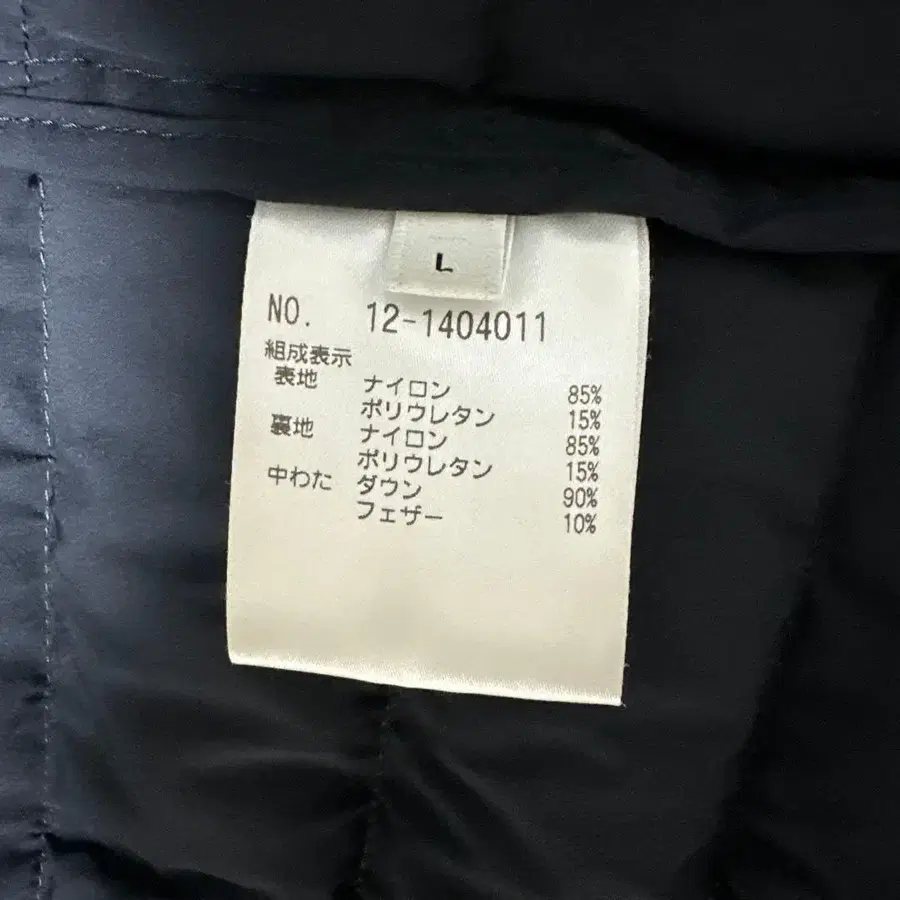 L
NO. 12-1404011
組成表示
表地 ナイロン 85%
ポリウレタン 15%
裏地 ナイロン 85%
ポリウレタン 15%
中わた ダウン 90%
フェザー 10%